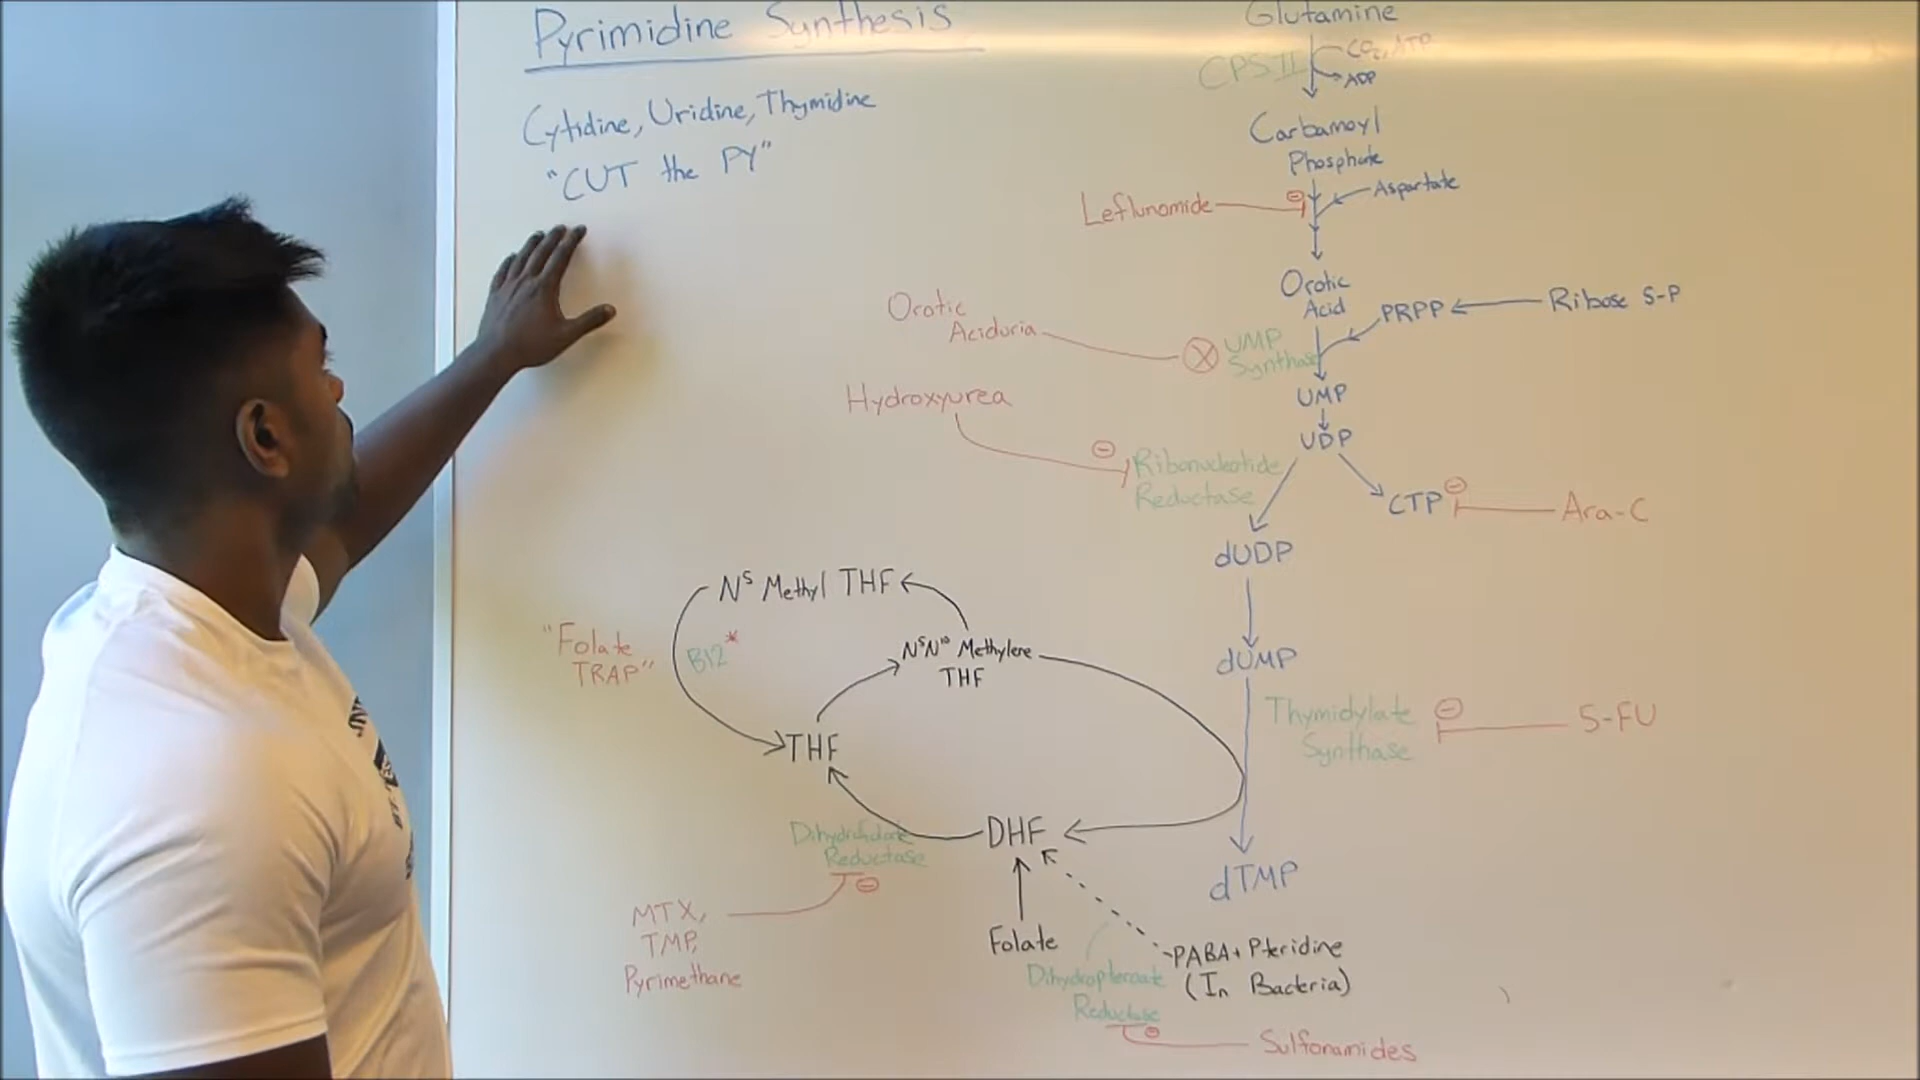 Pyrimidine Synthesis
Cytidine, Uridine, Thymidine
"CUT the PY"
Glutamine
CO2, ATP
CPS II
ADP
Carbamoyl
Phosphate
Leflunomide
Aspartate
Orotic
Acid
PRPP
Ribose 5-P
Orotic
Aciduria
UMP
Synthase
UMP
Hydroxyurea
UDP
Ribonucleotide
Reductase
CTP
Ara-C
dUDP
N5 Methyl THF
"Folate
TRAP"
B12*
N5N10 Methylene
THF
dUMP
Thymidylate
Synthase
5-FU
THF
Dihydrofolate
Reductase
DHF
dTMP
MTX,
TMP,
Pyrimethane
Folate
PABA + Pteridine
(In Bacteria)
Dihydropteroate
Reductase
Sulfonamides